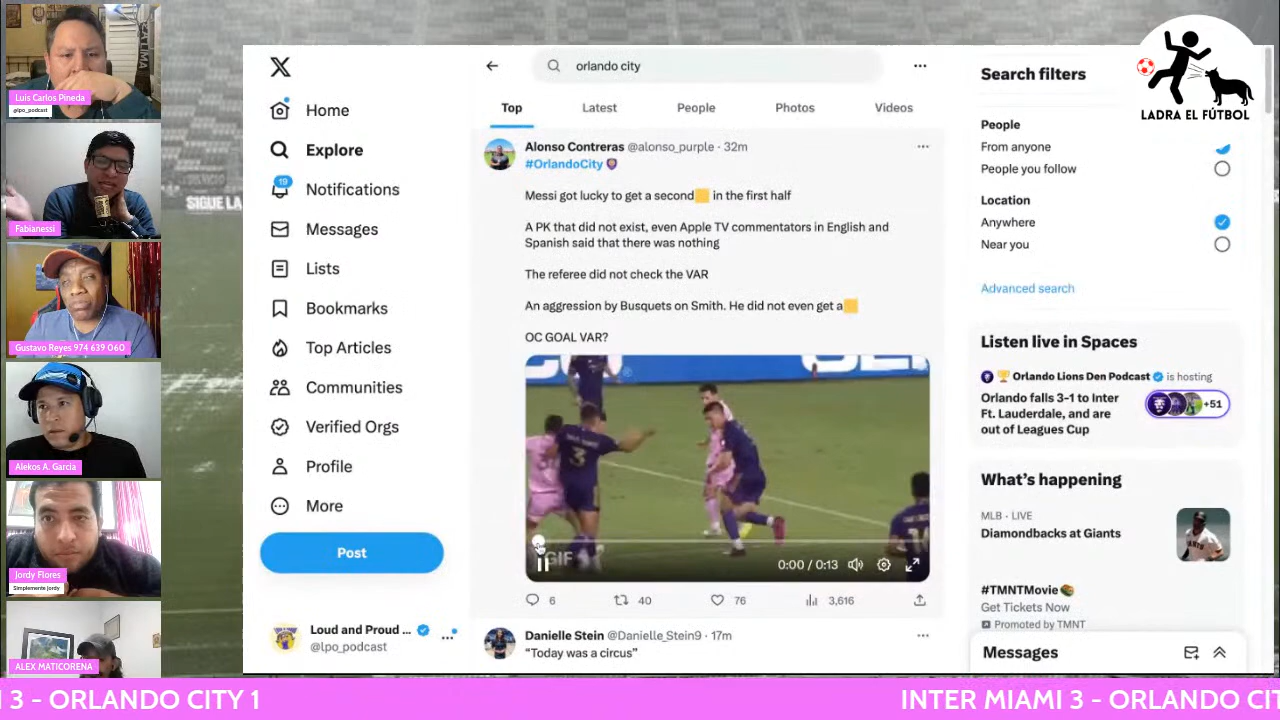 Luis Carlos Pineda
@lpo_podcast
Fabianessi
Gustavo Reyes 974 639 060
Alekos A. Garcia
Jordy Flores
Simplemente Jordy
ALEX MATICORENA
SIGUE LA
Home
Explore
19
Notifications
Messages
Lists
Bookmarks
Top Articles
Communities
Verified Orgs
Profile
More
Post
Loud and Proud ...
@lpo_podcast
orlando city
Top
Latest
People
Photos
Videos
Alonso Contreras @alonso_purple · 32m
#OrlandoCity
Messi got lucky to get a second🟨 in the first half
A PK that did not exist, even Apple TV commentators in English and
Spanish said that there was nothing
The referee did not check the VAR
An aggression by Busquets on Smith. He did not even get a🟨
OC GOAL VAR?
3
GIF
0:00 / 0:13
6
40
76
3,616
Danielle Stein @Danielle_Stein9 · 17m
“Today was a circus”
LADRA EL FÚTBOL
Search filters
People
From anyone
People you follow
Location
Anywhere
Near you
Advanced search
Listen live in Spaces
Orlando Lions Den Podcast is hosting
Orlando falls 3-1 to Inter
Ft. Lauderdale, and are
out of Leagues Cup
+51
What’s happening
MLB · LIVE
Diamondbacks at Giants
#TMNTMovie
Get Tickets Now
Promoted by TMNT
Messages
I 3 - ORLANDO CITY 1
INTER MIAMI 3 - ORLANDO CIT